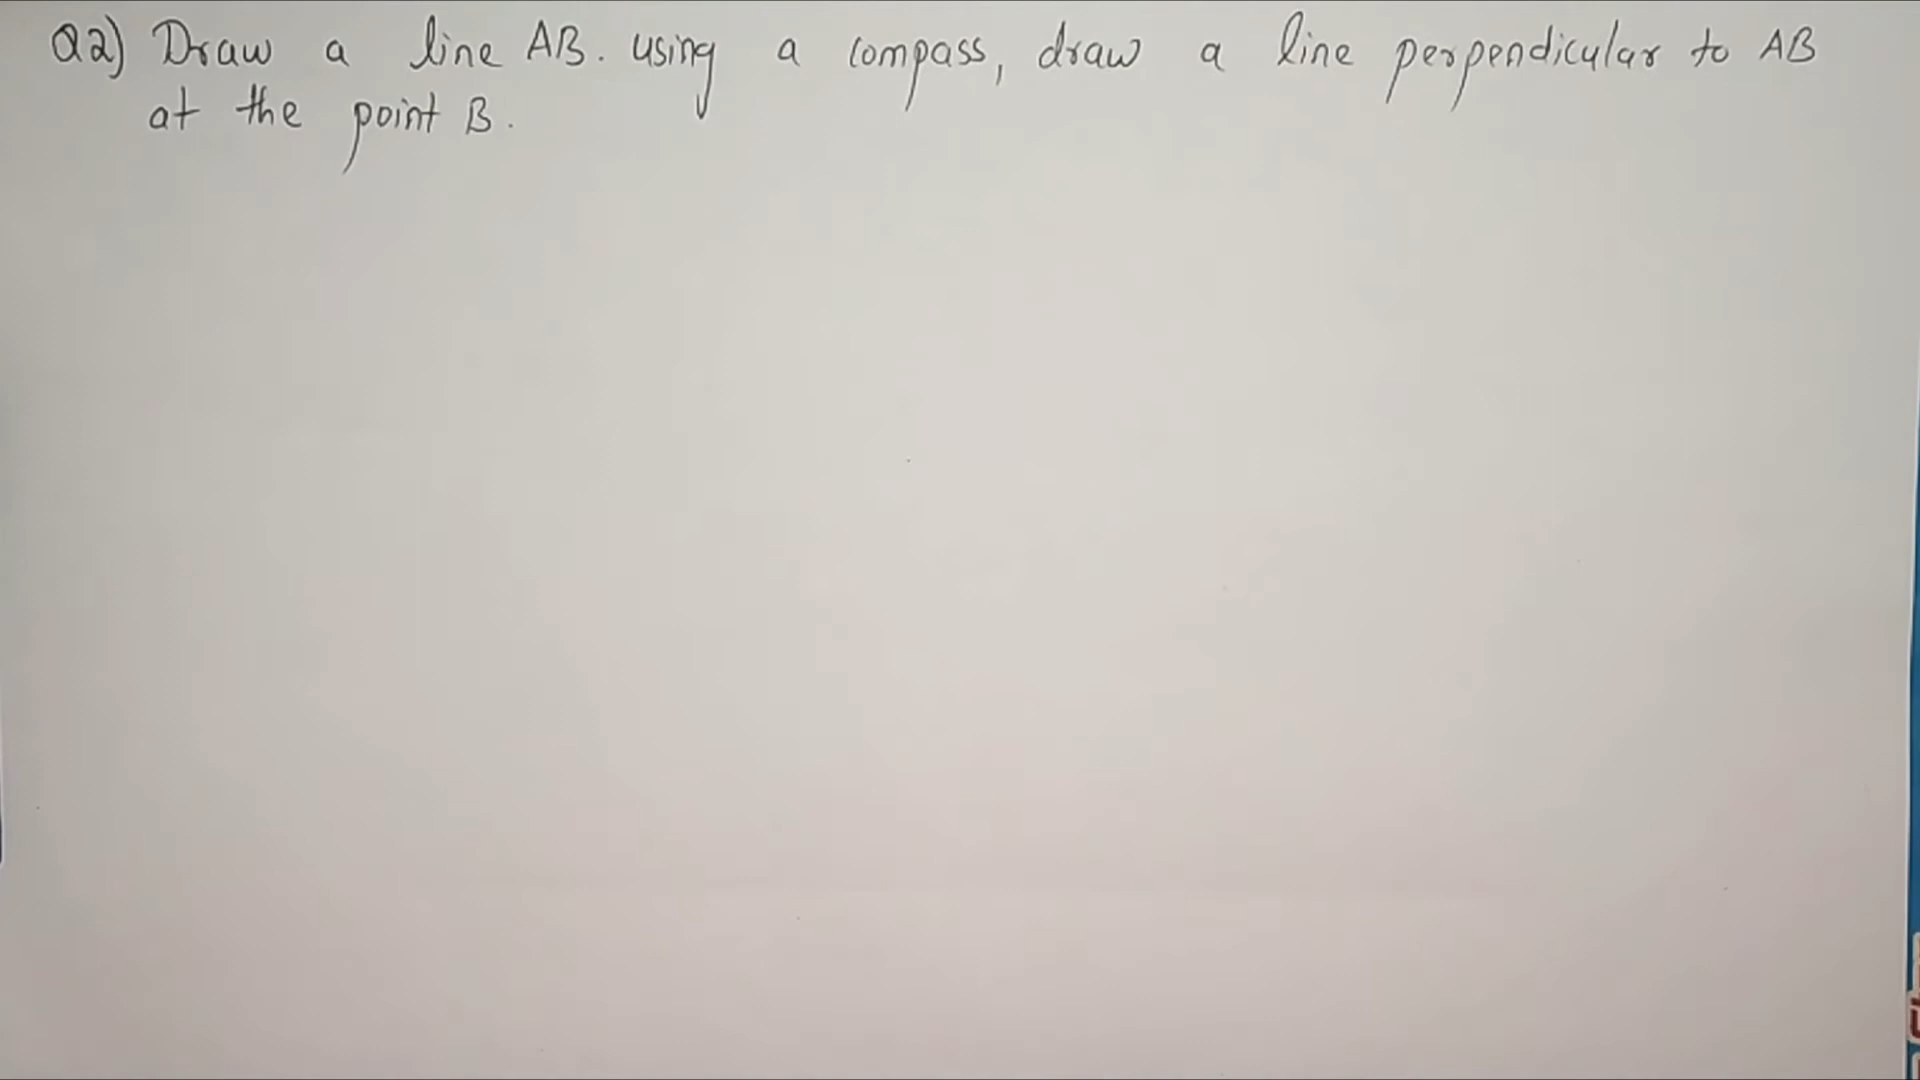 Q2) Draw a line AB. using a compass, draw a line perpendicular to AB
at the point B.